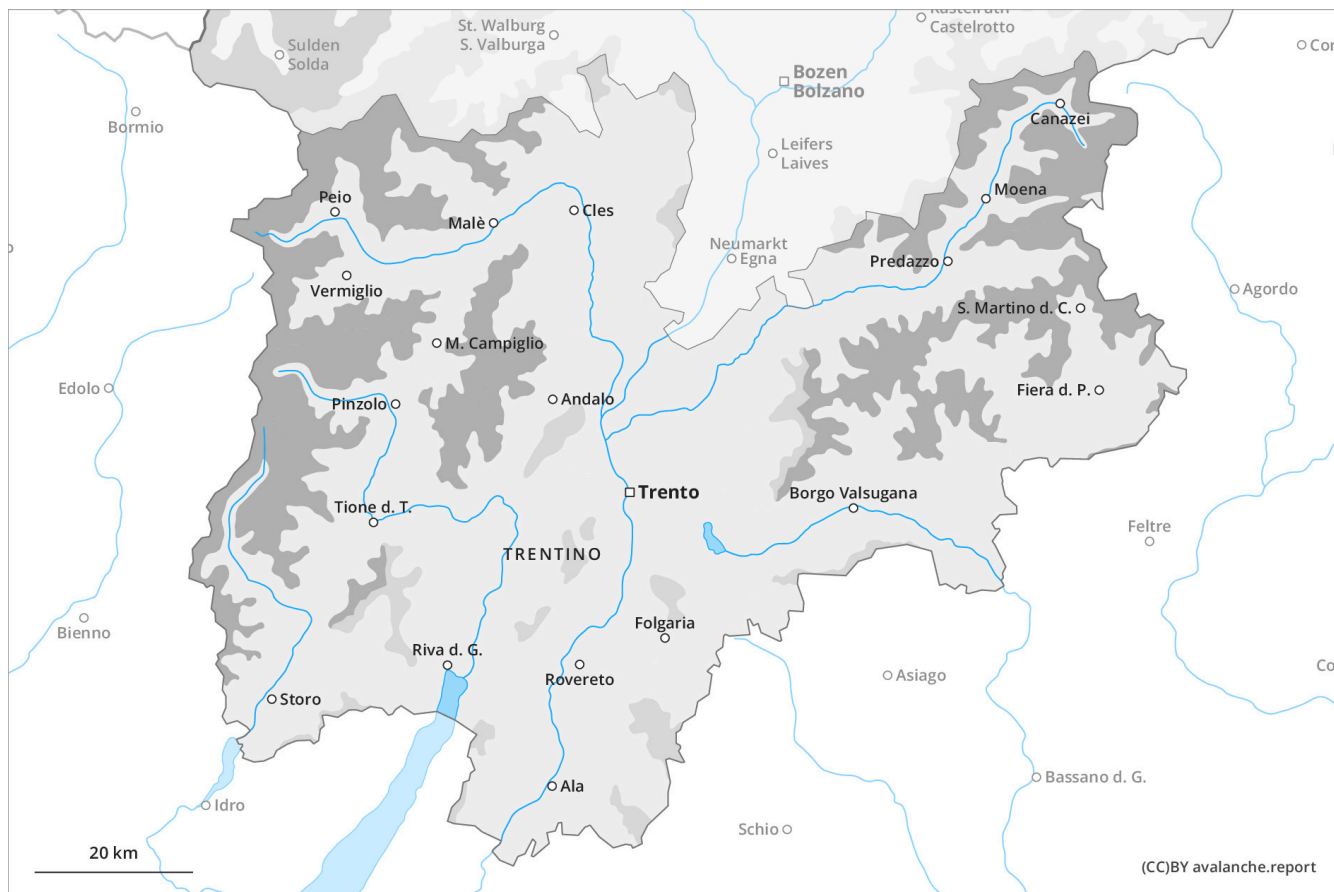 St. Walburg
S. Valburga
Kastelruth
Castelrotto
Sulden
Solda
Bozen
Bolzano
Cor
Bormio
Canazei
Leifers
Laives
Peio
Moena
Malè
Cles
Neumarkt
Egna
Predazzo
Vermiglio
Agordo
S. Martino d. C.
M. Campiglio
Edolo
Fiera d. P.
Pinzolo
Andalo
Trento
Borgo Valsugana
Tione d. T.
Feltre
TRENTINO
Bienno
Folgaria
Riva d. G.
Rovereto
Asiago
Co
Storo
Bassano d. G.
Ala
Idro
Schio
20 km
(CC)BY avalanche.report